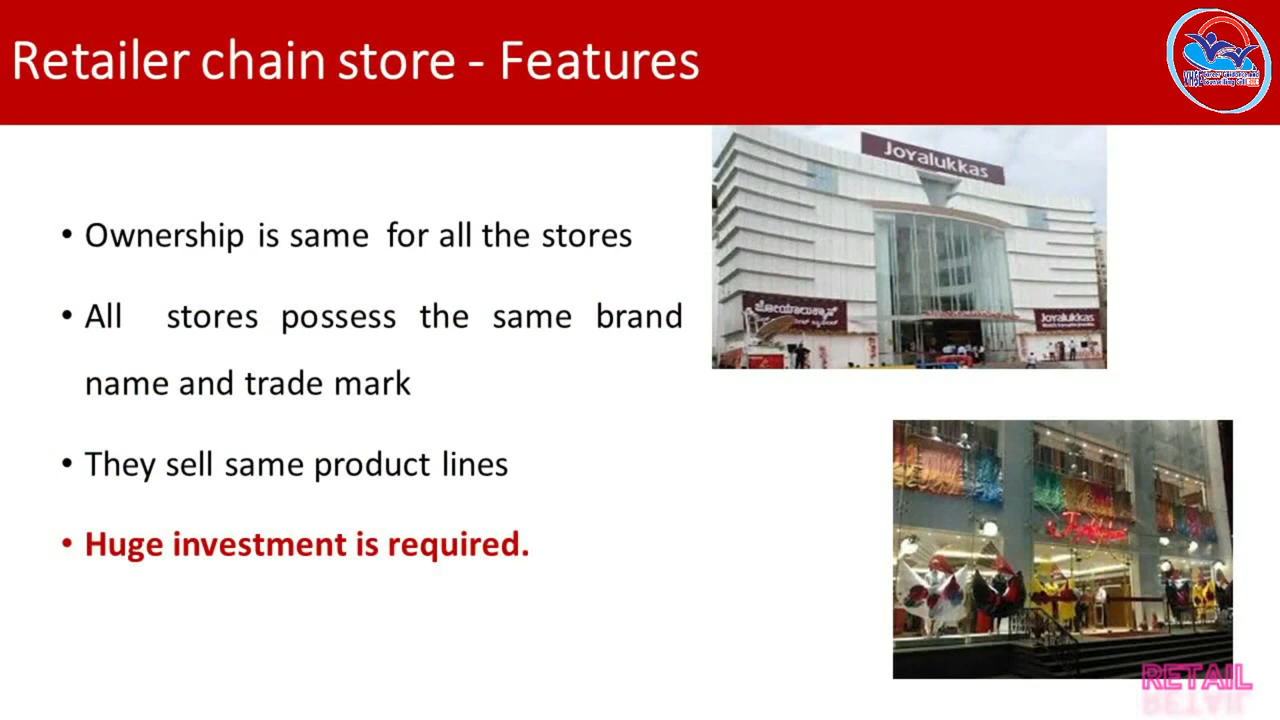 Retailer chain store - Features
• Ownership is same for all the stores
• All stores possess the same brand
name and trade mark
• They sell same product lines
• Huge investment is required.
Joyalukkas
ಜೋಯಾಲುಕ್ಕಾಸ್
Joyalukkas
RETAIL